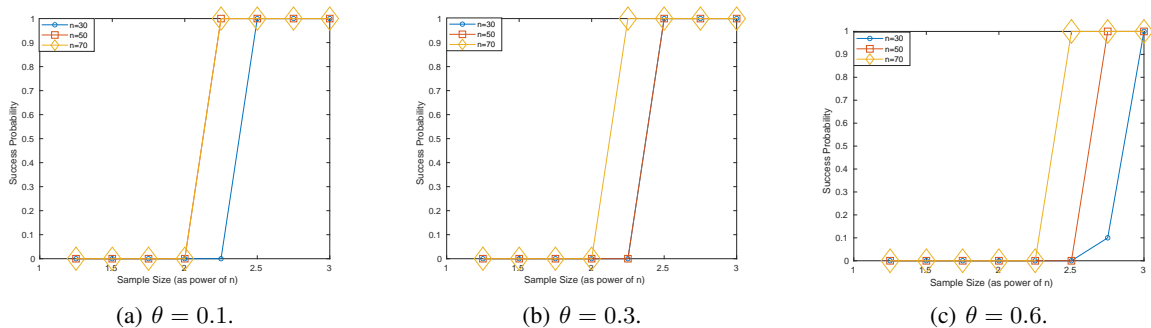 1
0.9
0.8
0.7
0.6
0.5
0.4
0.3
0.2
0.1
0
Success Probability
n=30
n=50
n=70
1 1.5 2 2.5 3
Sample Size (as power of n)
(a) θ = 0.1.
1
0.9
0.8
0.7
0.6
0.5
0.4
0.3
0.2
0.1
0
Success Probability
n=30
n=50
n=70
1 1.5 2 2.5 3
Sample Size (as power of n)
(b) θ = 0.3.
1
0.9
0.8
0.7
0.6
0.5
0.4
0.3
0.2
0.1
0
Success Probability
n=30
n=50
n=70
1 1.5 2 2.5 3
Sample Size (as power of n)
(c) θ = 0.6.